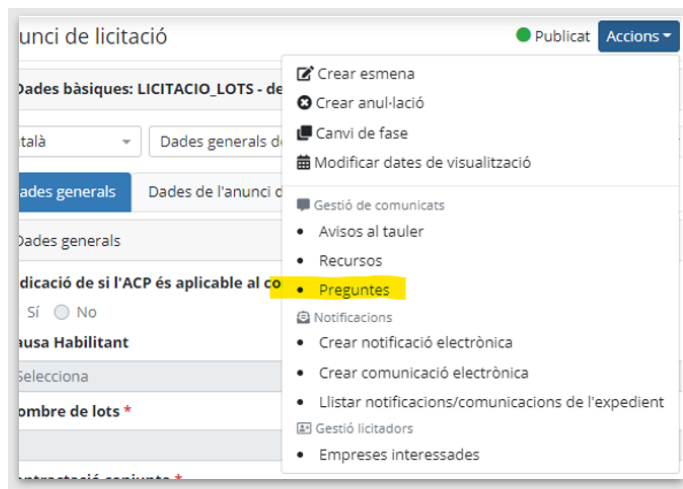 unci de licitació
Publicat
Accions
Dades bàsiques: LICITACIO_LOTS - de
Crear esmena
Crear anul·lació
Canvi de fase
Modificar dates de visualització
talà
Dades generals d
ades generals
Dades de l'anunci d
Gestió de comunicats
Avisos al tauler
Recursos
Preguntes
Dades generals
dicació de si l'ACP és aplicable al co
Sí
No
Notificacions
Crear notificació electrònica
Crear comunicació electrònica
Llistar notificacions/comunicacions de l'expedient
ausa Habilitant
Selecciona
ombre de lots *
Gestió licitadors
Empreses interessades